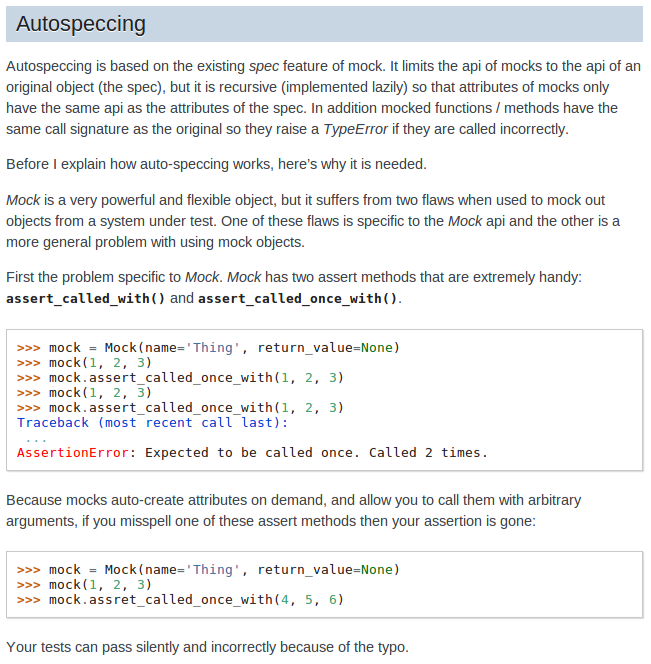 Autospeccing
Autospeccing is based on the existing spec feature of mock. It limits the api of mocks to the api of an
original object (the spec), but it is recursive (implemented lazily) so that attributes of mocks only
have the same api as the attributes of the spec. In addition mocked functions / methods have the
same call signature as the original so they raise a TypeError if they are called incorrectly.
Before I explain how auto-speccing works, here's why it is needed.
Mock is a very powerful and flexible object, but it suffers from two flaws when used to mock out
objects from a system under test. One of these flaws is specific to the Mock api and the other is a
more general problem with using mock objects.
First the problem specific to Mock. Mock has two assert methods that are extremely handy:
assert_called_with() and assert_called_once_with().
>>> mock = Mock(name='Thing', return_value=None)
>>> mock(1, 2, 3)
>>> mock.assert_called_once_with(1, 2, 3)
>>> mock(1, 2, 3)
>>> mock.assert_called_once_with(1, 2, 3)
Traceback (most recent call last):
 ...
AssertionError: Expected to be called once. Called 2 times.
Because mocks auto-create attributes on demand, and allow you to call them with arbitrary
arguments, if you misspell one of these assert methods then your assertion is gone:
>>> mock = Mock(name='Thing', return_value=None)
>>> mock(1, 2, 3)
>>> mock.assret_called_once_with(4, 5, 6)
Your tests can pass silently and incorrectly because of the typo.